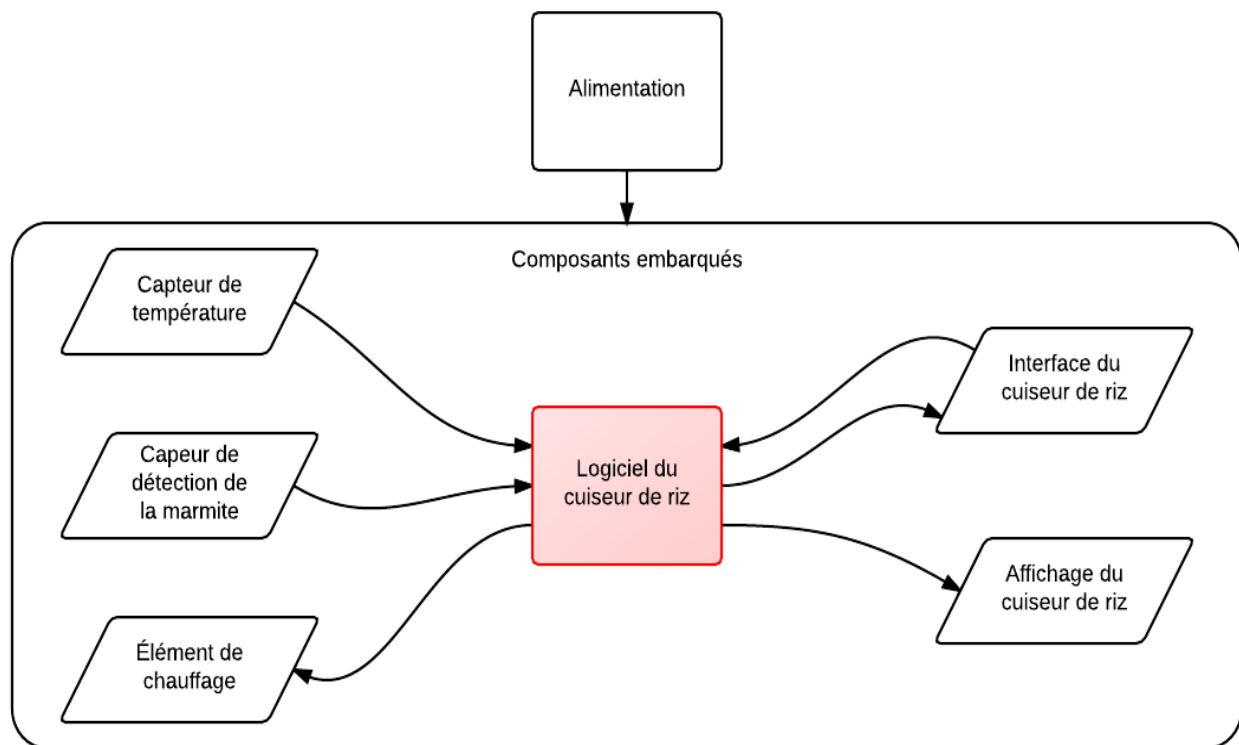 Alimentation
Composants embarqués
Capteur de
température
Capeur de
détection de
la marmite
Élément de
chauffage
Logiciel du
cuiseur de riz
Interface du
cuiseur de riz
Affichage du
cuiseur de riz